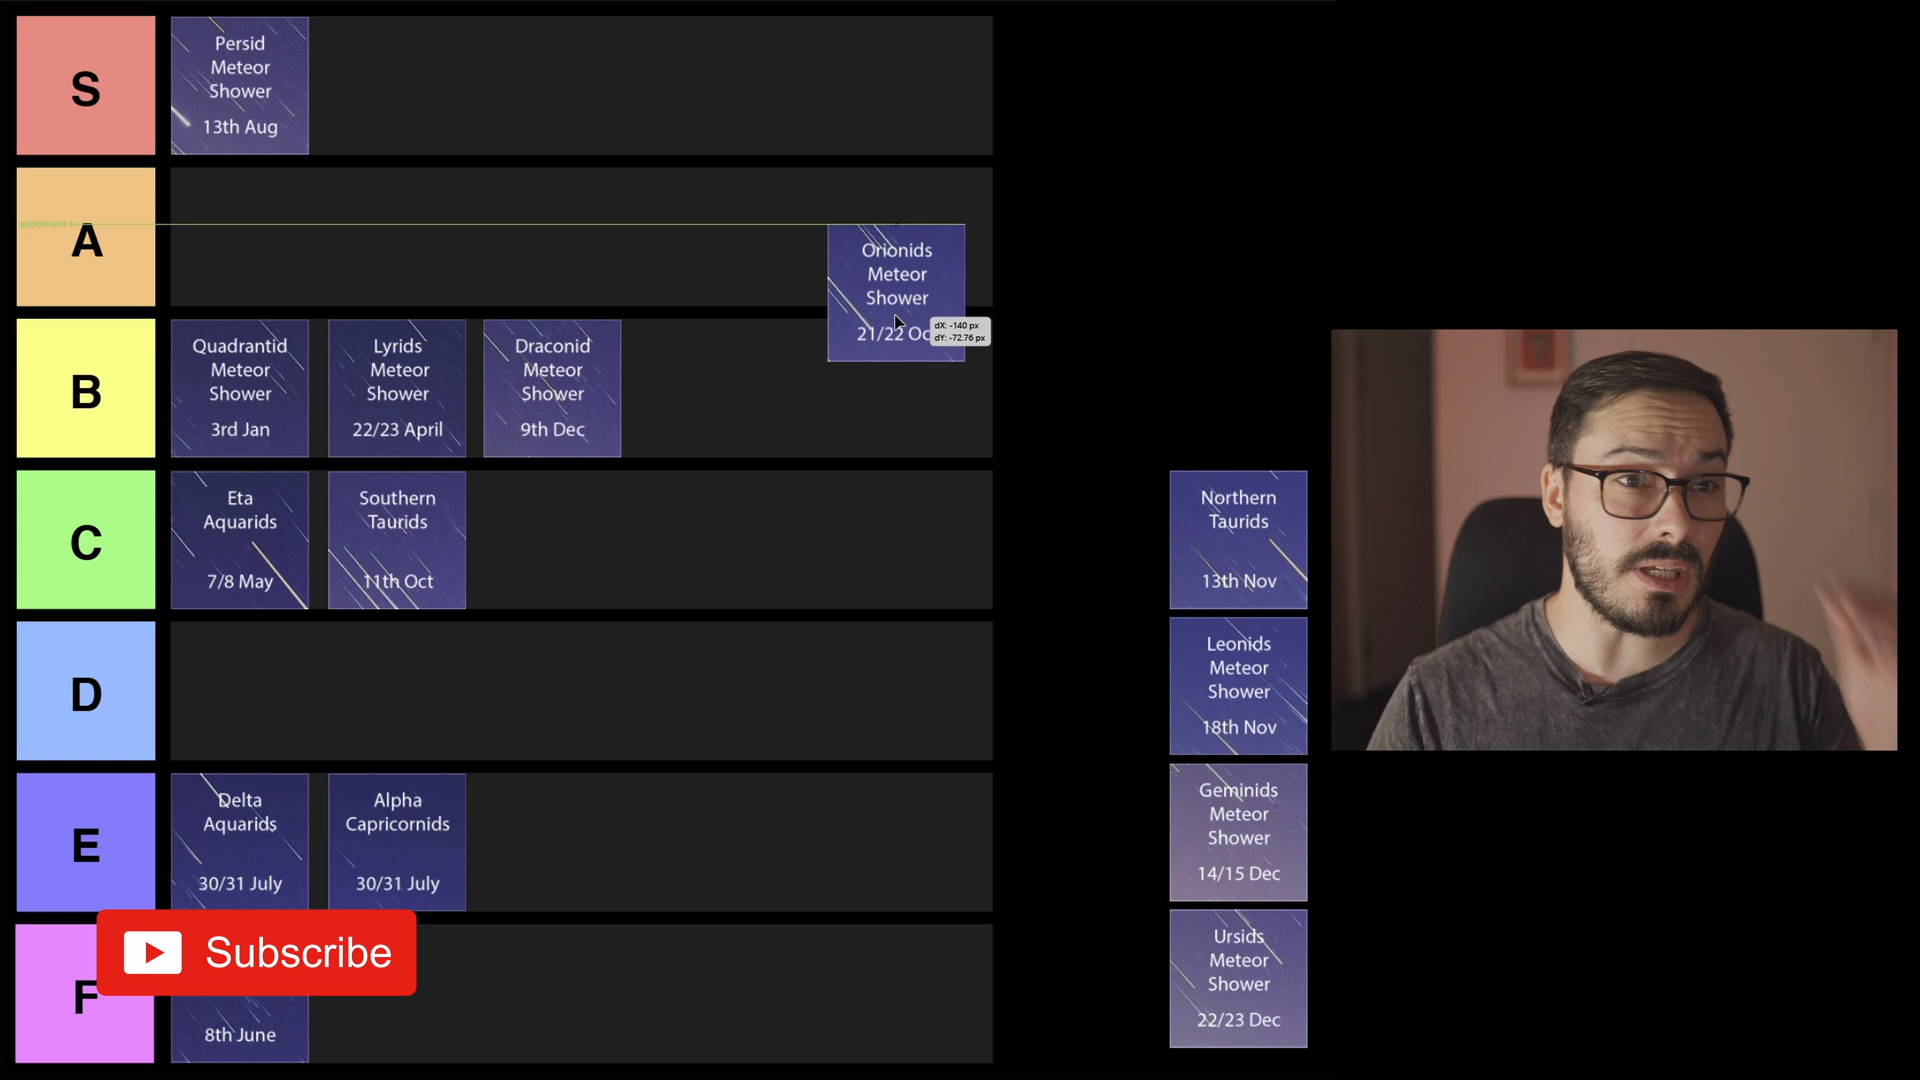 S
Persid
Meteor
Shower
13th Aug
A
Orionids
Meteor
Shower
21/22
dX: -140 px
dY: -72.76 px
B
Quadrantid
Meteor
Shower
3rd Jan
Lyrids
Meteor
Shower
22/23 April
Draconid
Meteor
Shower
9th Dec
C
Eta
Aquarids
7/8 May
Southern
Taurids
11th Oct
D
E
Delta
Aquarids
30/31 July
Alpha
Capricornids
30/31 July
F
Subscribe
8th June
Northern
Taurids
13th Nov
Leonids
Meteor
Shower
18th Nov
Geminids
Meteor
Shower
14/15 Dec
Ursids
Meteor
Shower
22/23 Dec